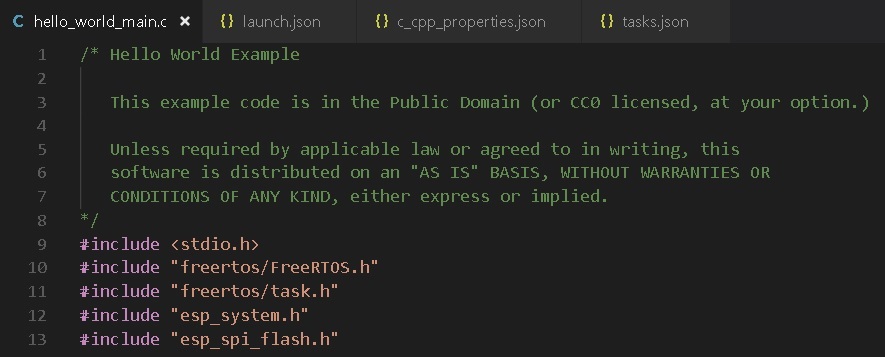 C hello_world_main.c × {} launch.json {} c_cpp_properties.json {} tasks.json
1 /* Hello World Example
2
3 This example code is in the Public Domain (or CC0 licensed, at your option.)
4
5 Unless required by applicable law or agreed to in writing, this
6 software is distributed on an "AS IS" BASIS, WITHOUT WARRANTIES OR
7 CONDITIONS OF ANY KIND, either express or implied.
8 */
9 #include <stdio.h>
10 #include "freertos/FreeRTOS.h"
11 #include "freertos/task.h"
12 #include "esp_system.h"
13 #include "esp_spi_flash.h"